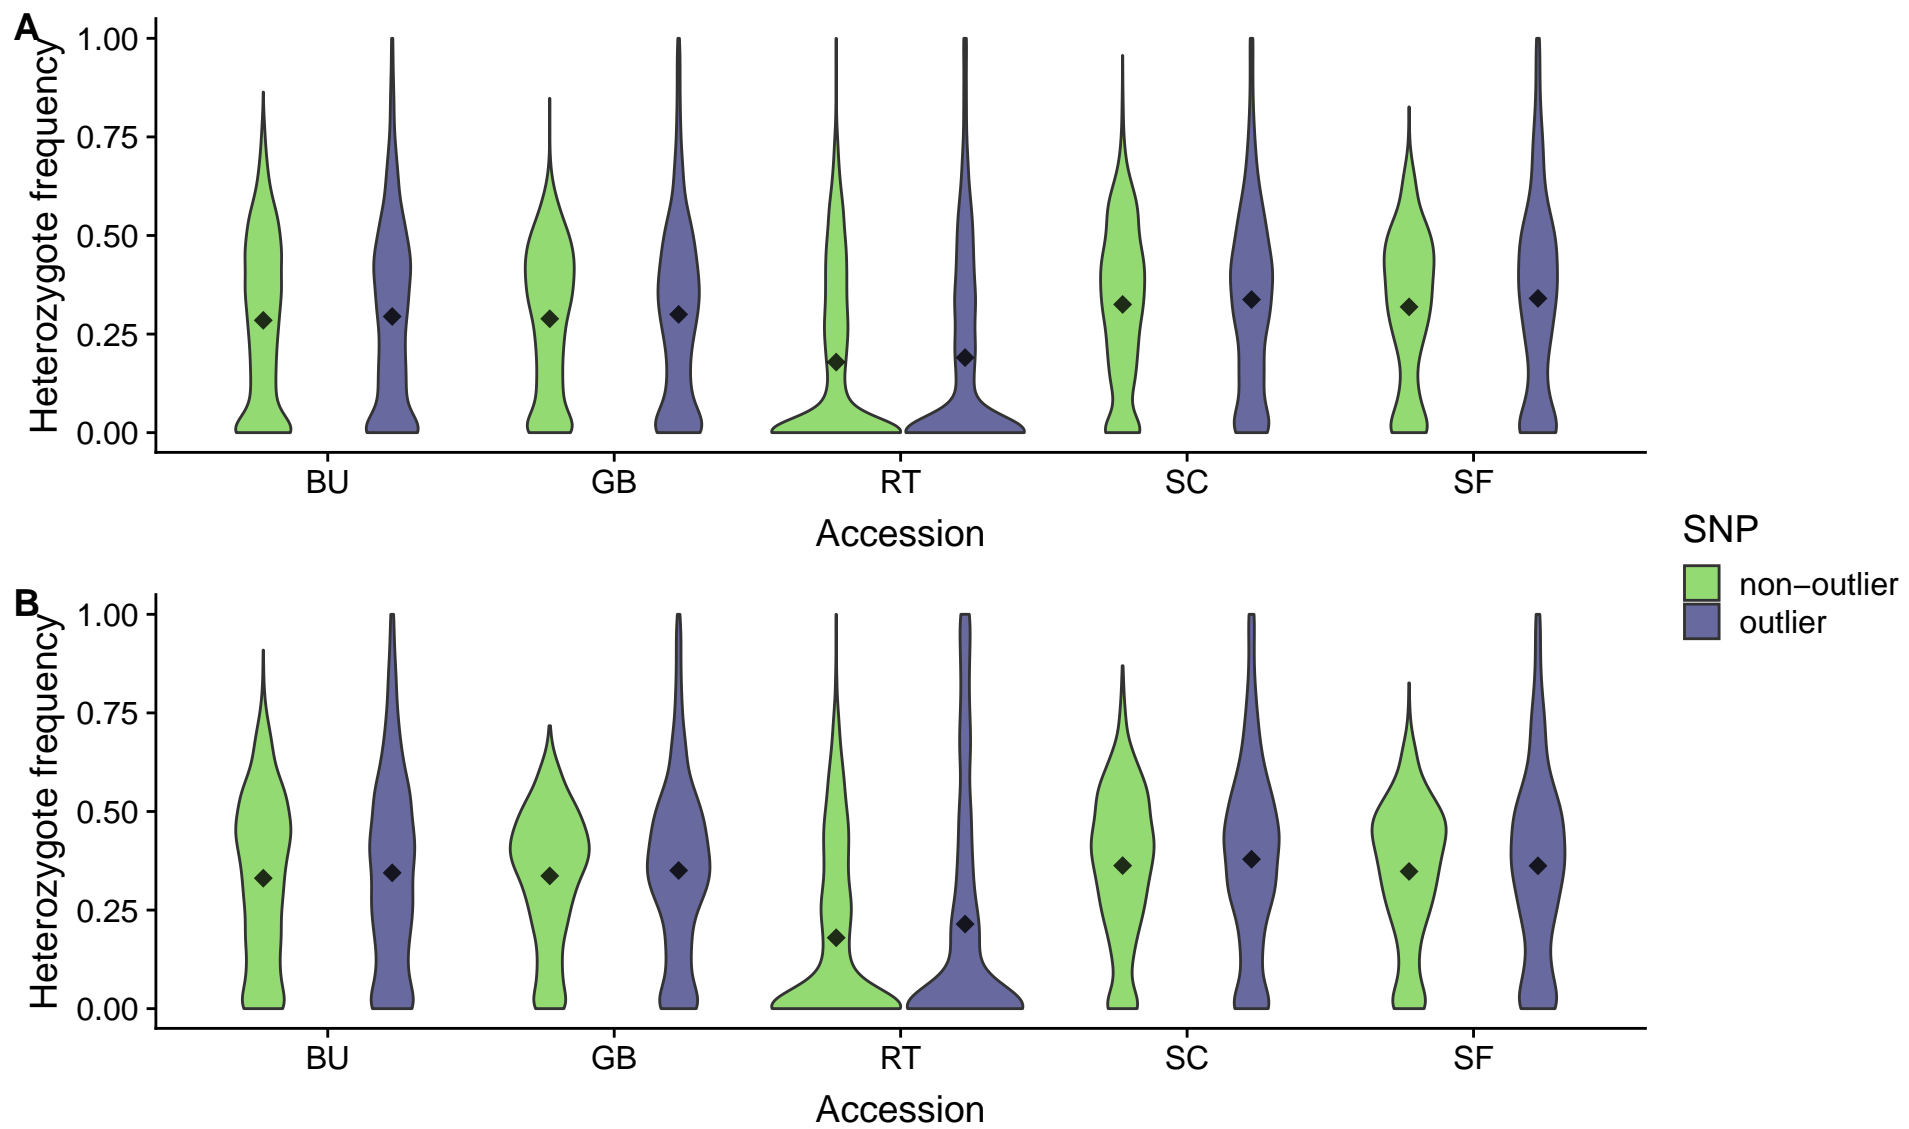 A
Heterozygote frequency
1.00
0.75
0.50
0.25
0.00
BU GB RT SC SF
Accession
SNP
non−outlier
outlier
B
Heterozygote frequency
1.00
0.75
0.50
0.25
0.00
BU GB RT SC SF
Accession